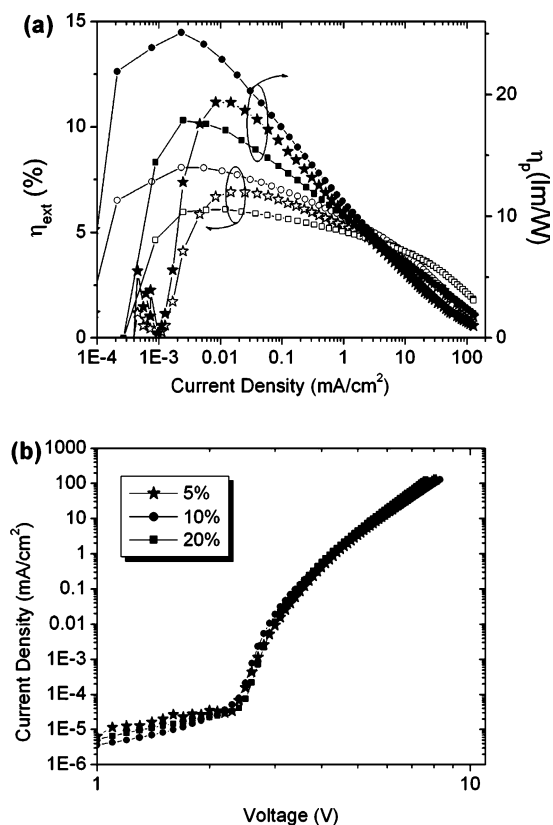 (a)
15
10
5
0
η_ext (%)
20
10
0
η_p (lm/W)
1E-4 1E-3 0.01 0.1 1 10 100
Current Density (mA/cm²)
(b)
1000
100
10
1
0.1
0.01
1E-3
1E-4
1E-5
1E-6
Current Density (mA/cm²)
5%
10%
20%
1 10
Voltage (V)